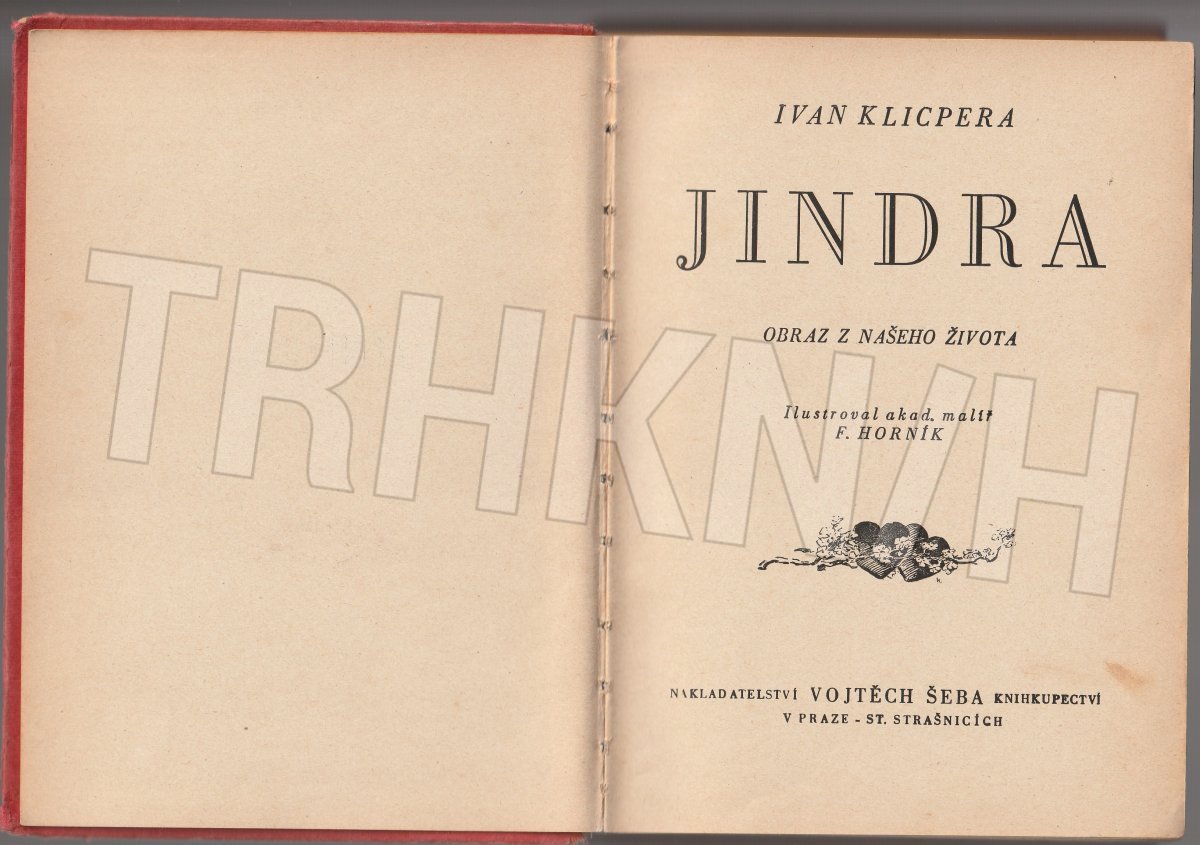 IVAN KLICPERA
JINDRA
OBRAZ Z NAŠEHO ŽIVOTA
Ilustroval akad. malíř
F. HORNÍK
NAKLADATELSTVÍ VOJTĚCH ŠEBA KNIHKUPECTVÍ
V PRAZE - ST. STRAŠNICÍCH
TRHKNIH